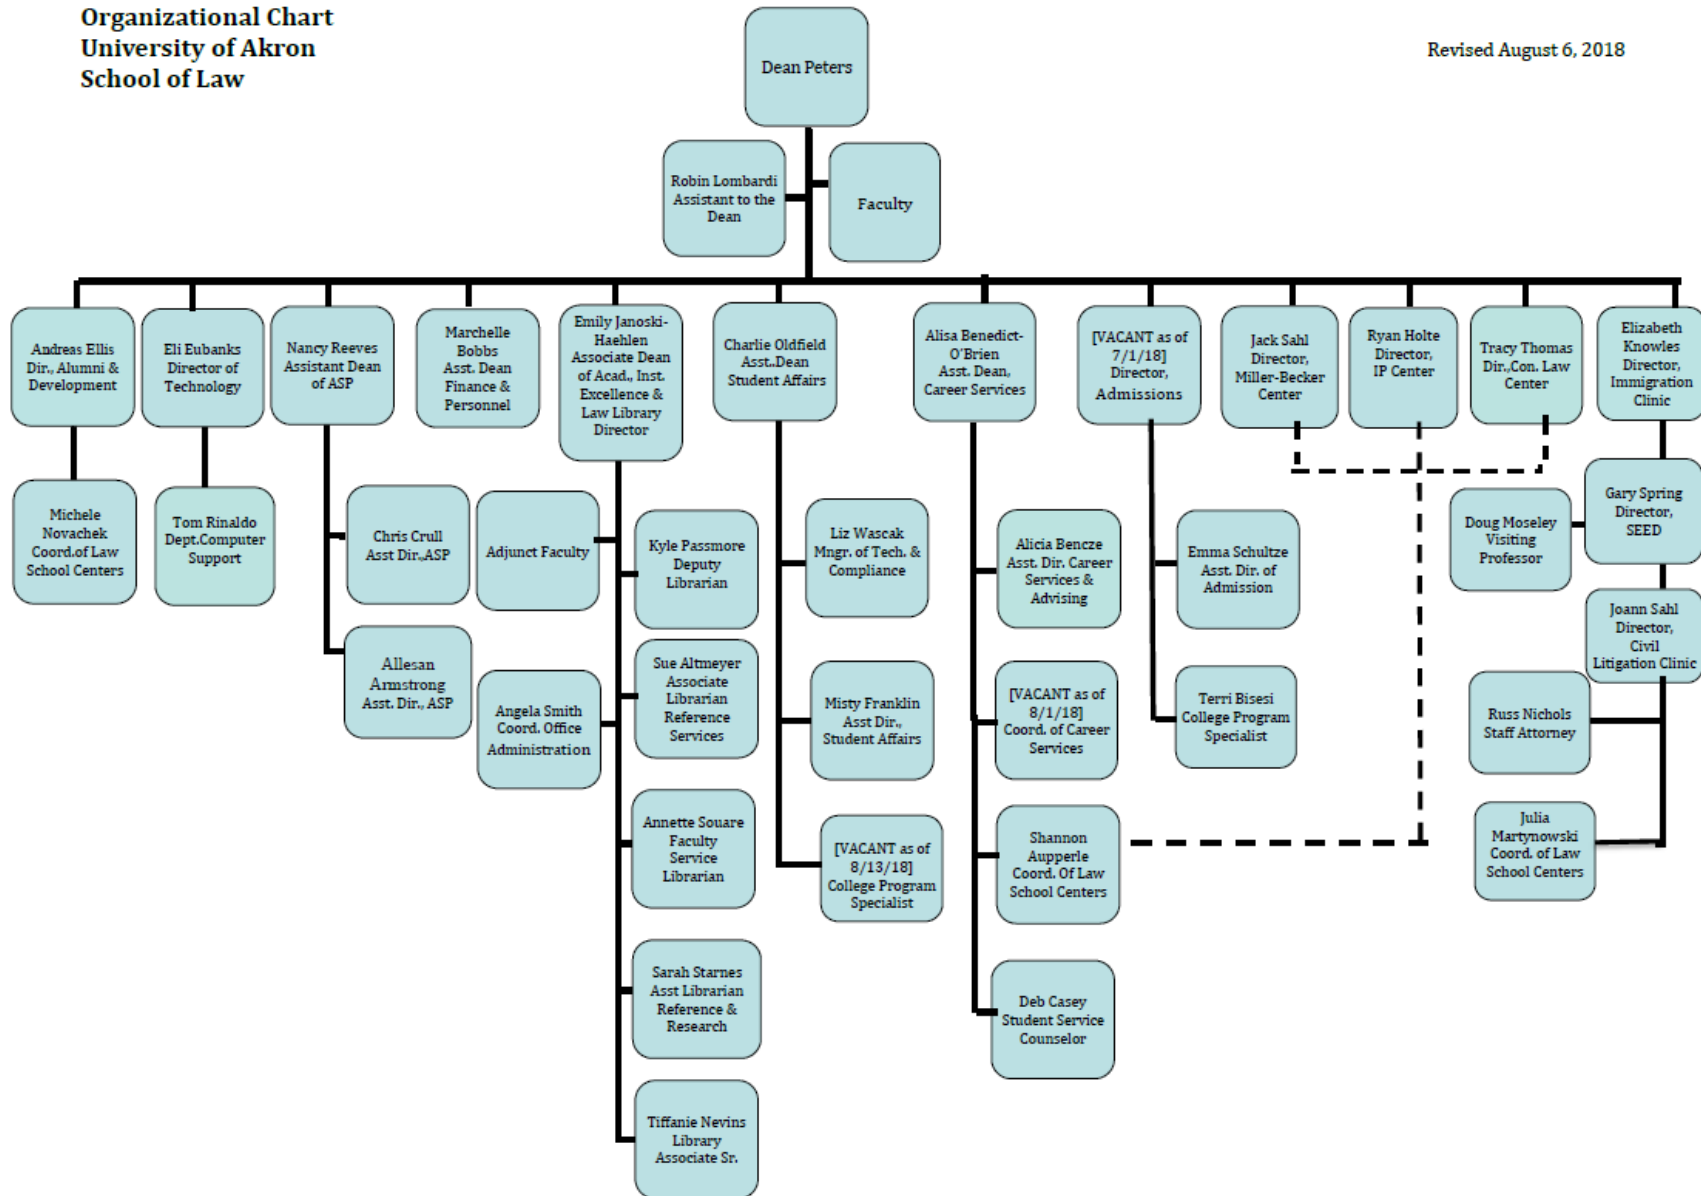 Organizational Chart
University of Akron
School of Law
Revised August 6, 2018
Dean Peters
Robin Lombardi
Assistant to the
Dean
Faculty
Andreas Ellis
Dir., Alumni &
Development
Eli Eubanks
Director of
Technology
Nancy Reeves
Assistant Dean
of ASP
Marchelle
Bobbs
Asst. Dean
Finance &
Personnel
Emily Janoski-
Haehlen
Associate Dean
of Acad., Inst.
Excellence &
Law Library
Director
Charlie Oldfield
Asst..Dean
Student Affairs
Alisa Benedict-
O'Brien
Asst. Dean,
Career Services
[VACANT as of
7/1/18]
Director,
Admissions
Jack Sahl
Director,
Miller-Becker
Center
Ryan Holte
Director,
IP Center
Tracy Thomas
Dir.,Con. Law
Center
Elizabeth
Knowles
Director,
Immigration
Clinic
Michele
Novachek
Coord.of Law
School Centers
Tom Rinaldo
Dept.Computer
Support
Chris Crull
Asst Dir.,ASP
Allesan
Armstrong
Asst. Dir., ASP
Adjunct Faculty
Angela Smith
Coord. Office
Administration
Kyle Passmore
Deputy
Librarian
Sue Altmeyer
Associate
Librarian
Reference
Services
Annette Souare
Faculty
Service
Librarian
Sarah Starnes
Asst Librarian
Reference &
Research
Tiffanie Nevins
Library
Associate Sr.
Liz Wascak
Mngr. of Tech. &
Compliance
Misty Franklin
Asst Dir.,
Student Affairs
[VACANT as of
8/13/18]
College Program
Specialist
Alicia Bencze
Asst. Dir. Career
Services &
Advising
[VACANT as of
8/1/18]
Coord. of Career
Services
Shannon
Aupperle
Coord. Of Law
School Centers
Deb Casey
Student Service
Counselor
Emma Schultze
Asst. Dir. of
Admission
Terri Bisesi
College Program
Specialist
Doug Moseley
Visiting
Professor
Gary Spring
Director,
SEED
Joann Sahl
Director,
Civil
Litigation Clinic
Russ Nichols
Staff Attorney
Julia
Martynowski
Coord. of Law
School Centers